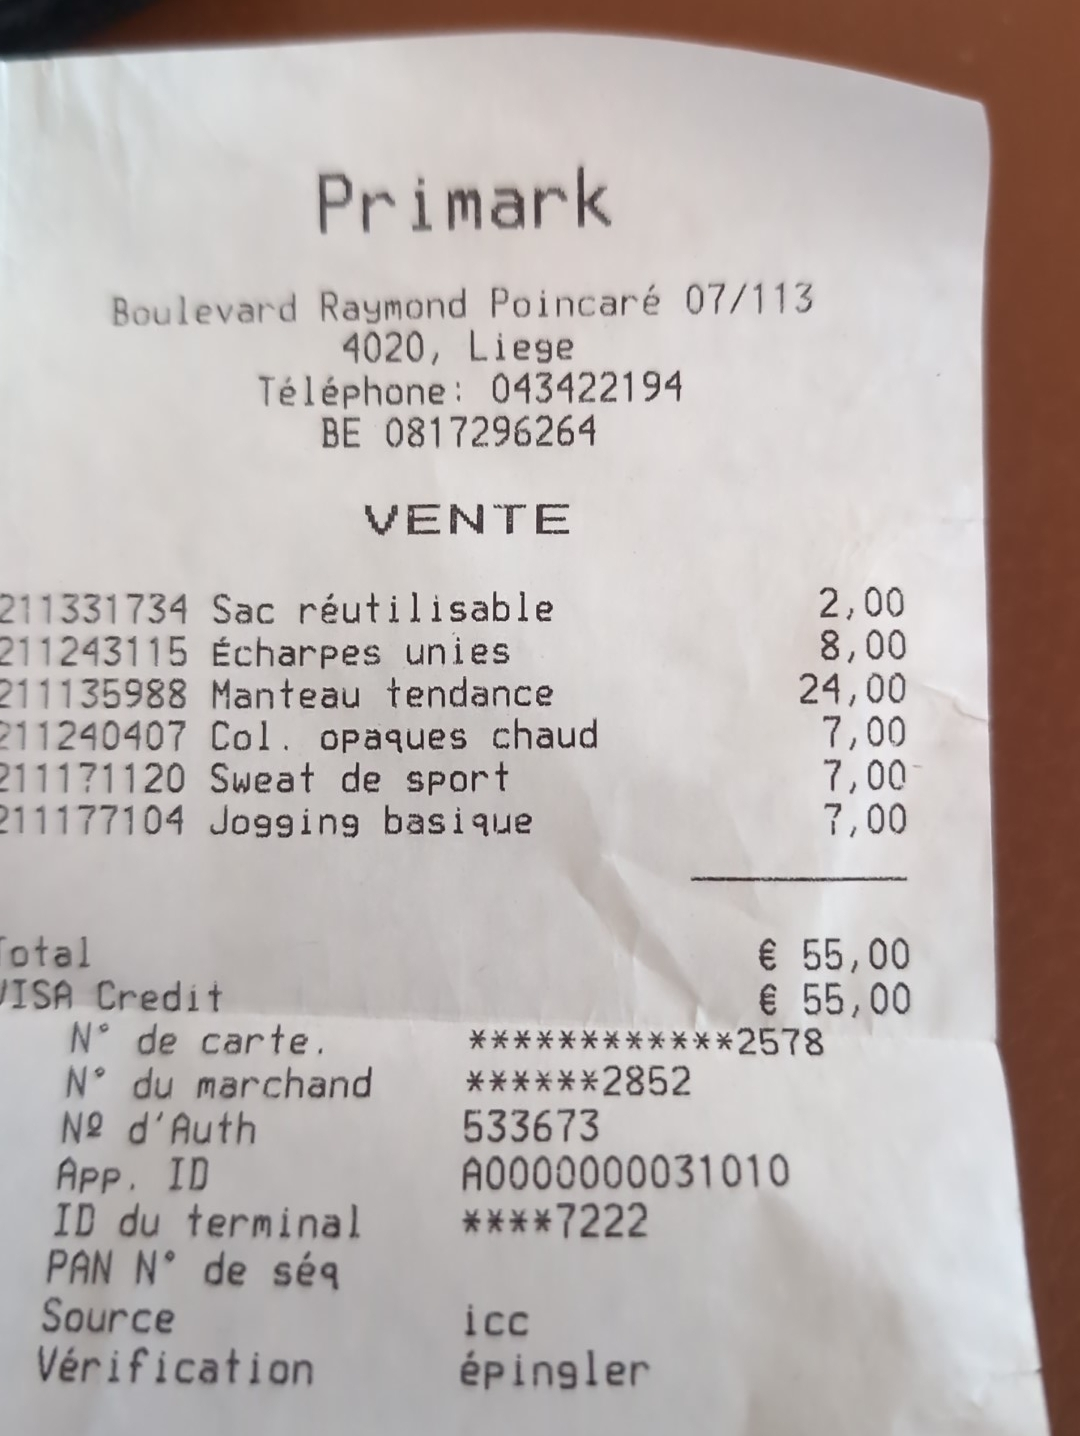 Primark
Boulevard Raymond Poincaré 07/113
4020, Liege
Téléphone: 043422194
BE 0817296264
VENTE
211331734 Sac réutilisable 2,00
211243115 Écharpes unies 8,00
211135988 Manteau tendance 24,00
211240407 Col. opaques chaud 7,00
211171120 Sweat de sport 7,00
211177104 Jogging basique 7,00
Total € 55,00
VISA Credit € 55,00
N° de carte. ************2578
N° du marchand ******2852
Nº d'Auth 533673
App. ID A0000000031010
ID du terminal ****7222
PAN N° de séq
Source icc
Vérification épingler